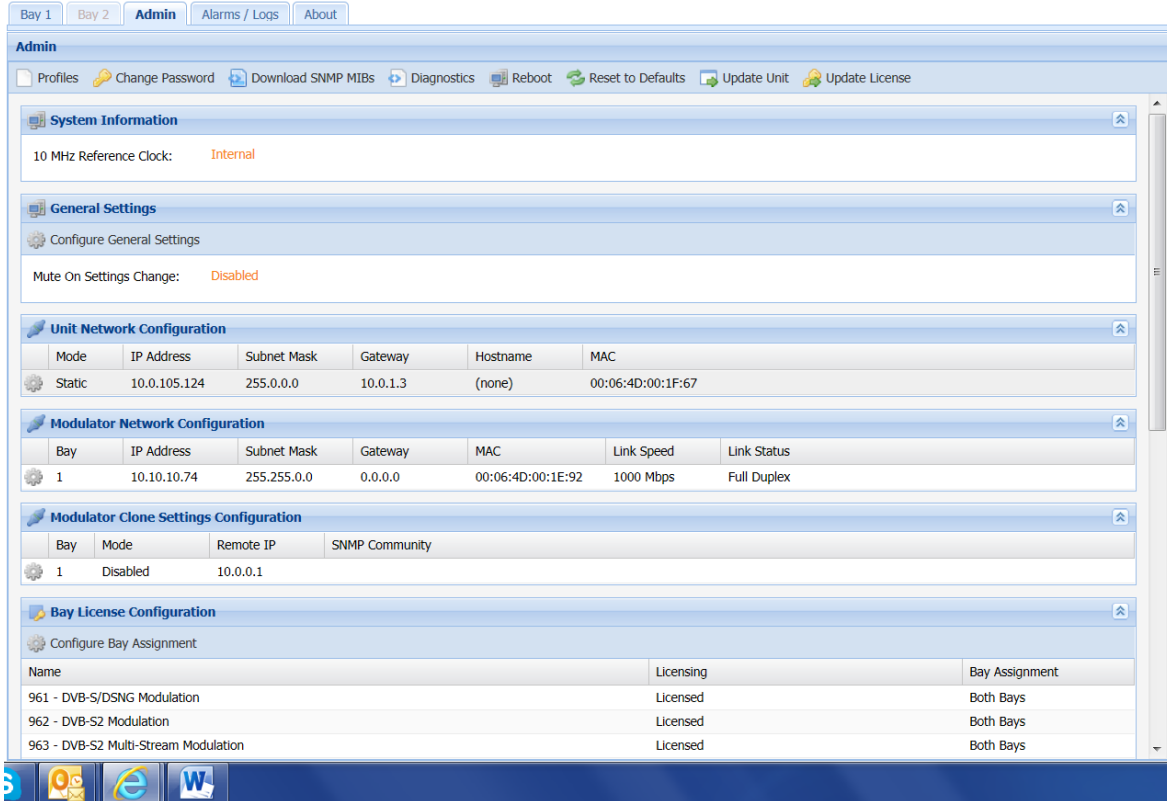 Bay 1 Bay 2 Admin Alarms / Logs About
Admin
Profiles Change Password Download SNMP MIBs Diagnostics Reboot Reset to Defaults Update Unit Update License
System Information
10 MHz Reference Clock: Internal
General Settings
Configure General Settings
Mute On Settings Change: Disabled
Unit Network Configuration
Mode IP Address Subnet Mask Gateway Hostname MAC
Static 10.0.105.124 255.0.0.0 10.0.1.3 (none) 00:06:4D:00:1F:67
Modulator Network Configuration
Bay IP Address Subnet Mask Gateway MAC Link Speed Link Status
1 10.10.10.74 255.255.0.0 0.0.0.0 00:06:4D:00:1E:92 1000 Mbps Full Duplex
Modulator Clone Settings Configuration
Bay Mode Remote IP SNMP Community
1 Disabled 10.0.0.1
Bay License Configuration
Configure Bay Assignment
Name Licensing Bay Assignment
961 - DVB-S/DSNG Modulation Licensed Both Bays
962 - DVB-S2 Modulation Licensed Both Bays
963 - DVB-S2 Multi-Stream Modulation Licensed Both Bays